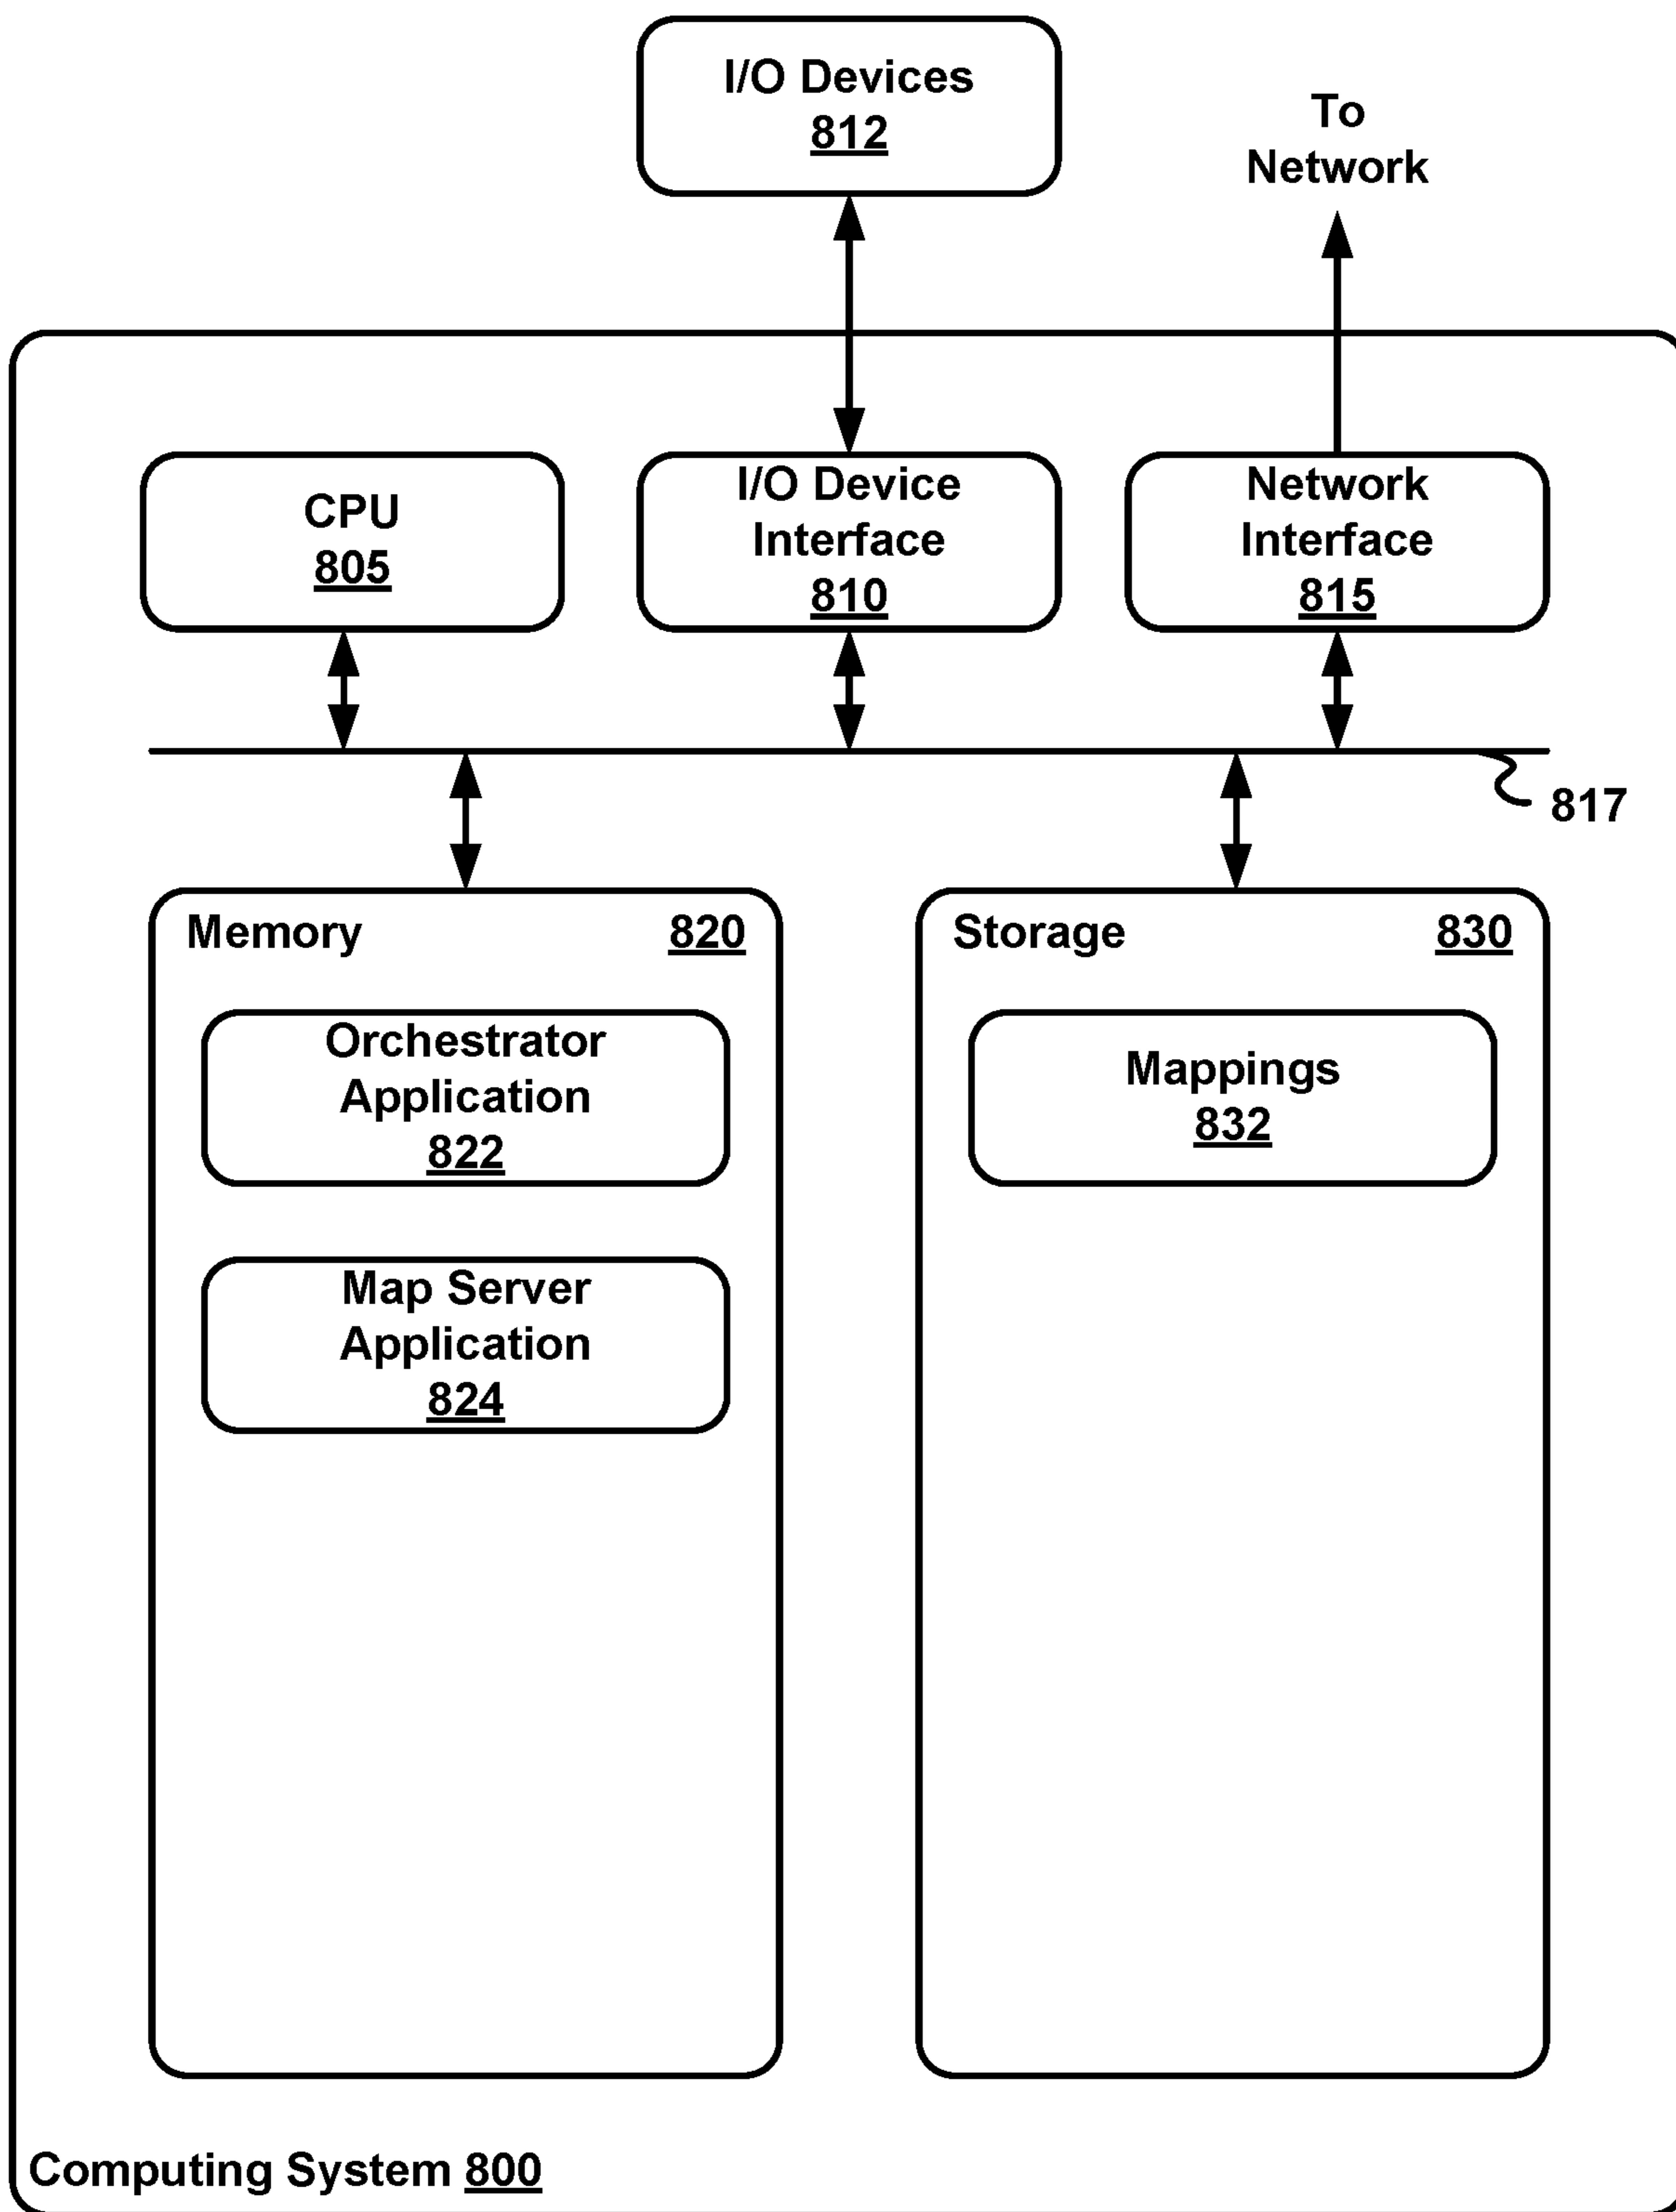 I/O Devices
812
To
Network
CPU
805
I/O Device
Interface
810
Network
Interface
815
817
Memory
820
Orchestrator
Application
822
Map Server
Application
824
Storage
830
Mappings
832
Computing System 800